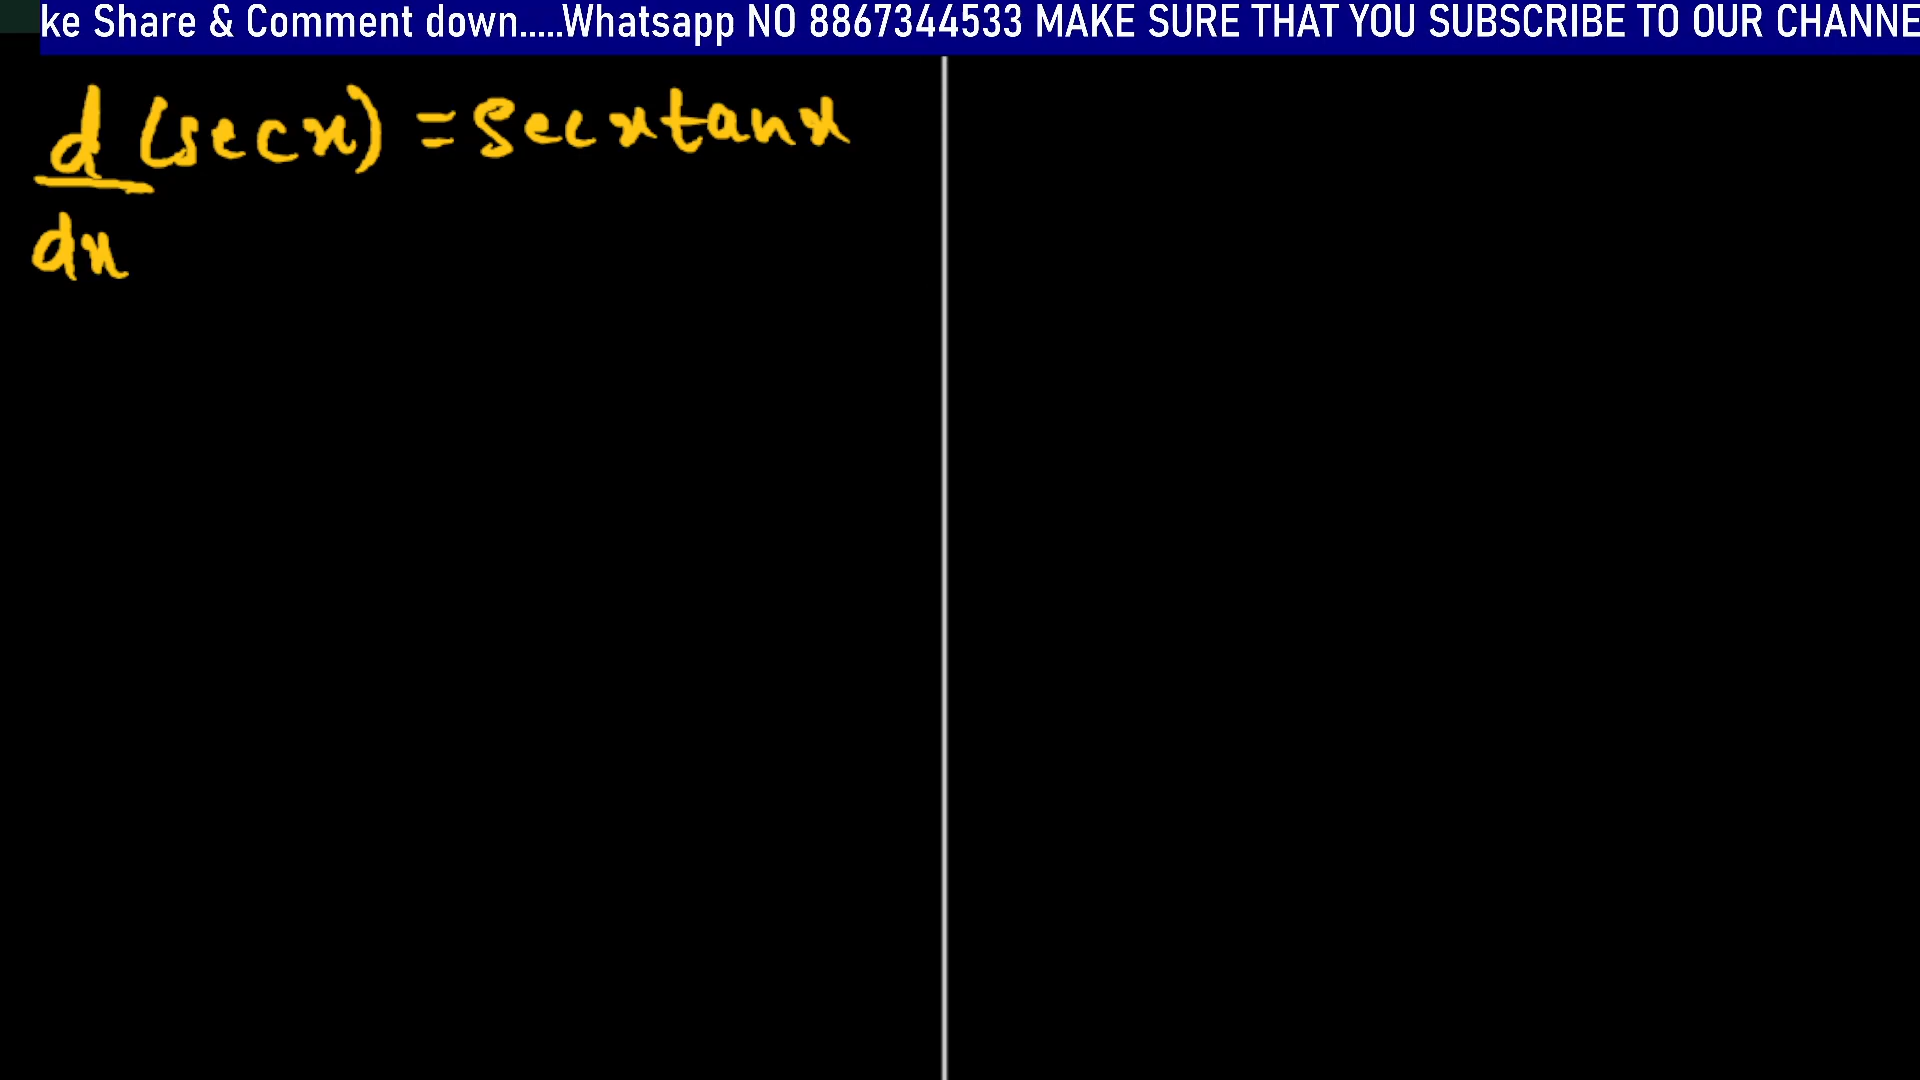 ke Share & Comment down.....Whatsapp NO 8867344533 MAKE SURE THAT YOU SUBSCRIBE TO OUR CHANNE
d (secx) = secxtanx
dx